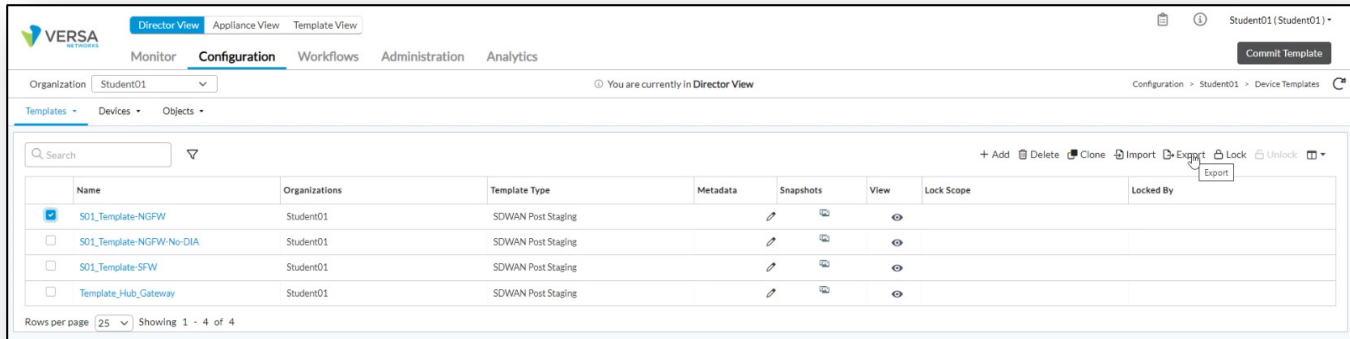 Director View Appliance View Template View Student01 (Student01)
VERSA
NETWORKS
Monitor Configuration Workflows Administration Analytics Commit Template
Organization Student01 You are currently in Director View Configuration > Student01 > Device Templates
Templates Devices Objects
Search + Add Delete Clone Import Export Lock Unlock
Export
Name Organizations Template Type Metadata Snapshots View Lock Scope Locked By
S01_Template-NGFW Student01 SDWAN Post Staging
S01_Template-NGFW-No-DIA Student01 SDWAN Post Staging
S01_Template-SFW Student01 SDWAN Post Staging
Template_Hub_Gateway Student01 SDWAN Post Staging
Rows per page 25 Showing 1 - 4 of 4